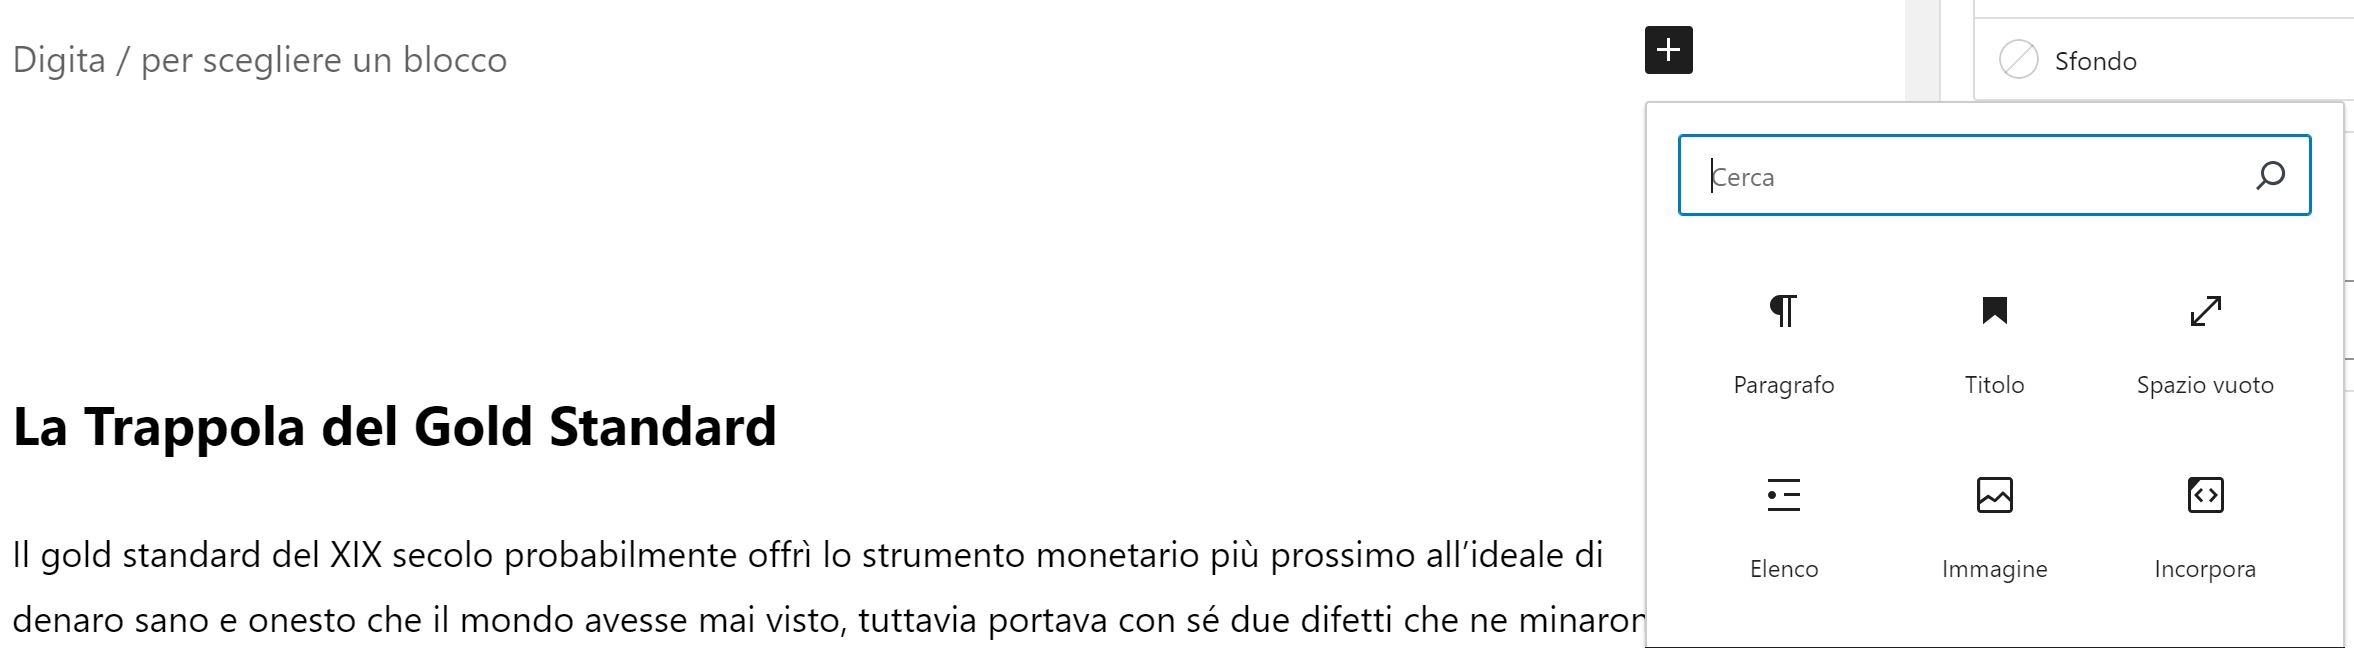 Digita / per scegliere un blocco
Sfondo
Cerca
Paragrafo
Titolo
Spazio vuoto
Elenco
Immagine
Incorpora
La Trappola del Gold Standard
Il gold standard del XIX secolo probabilmente offrì lo strumento monetario più prossimo all’ideale di
denaro sano e onesto che il mondo avesse mai visto, tuttavia portava con sé due difetti che ne minaron